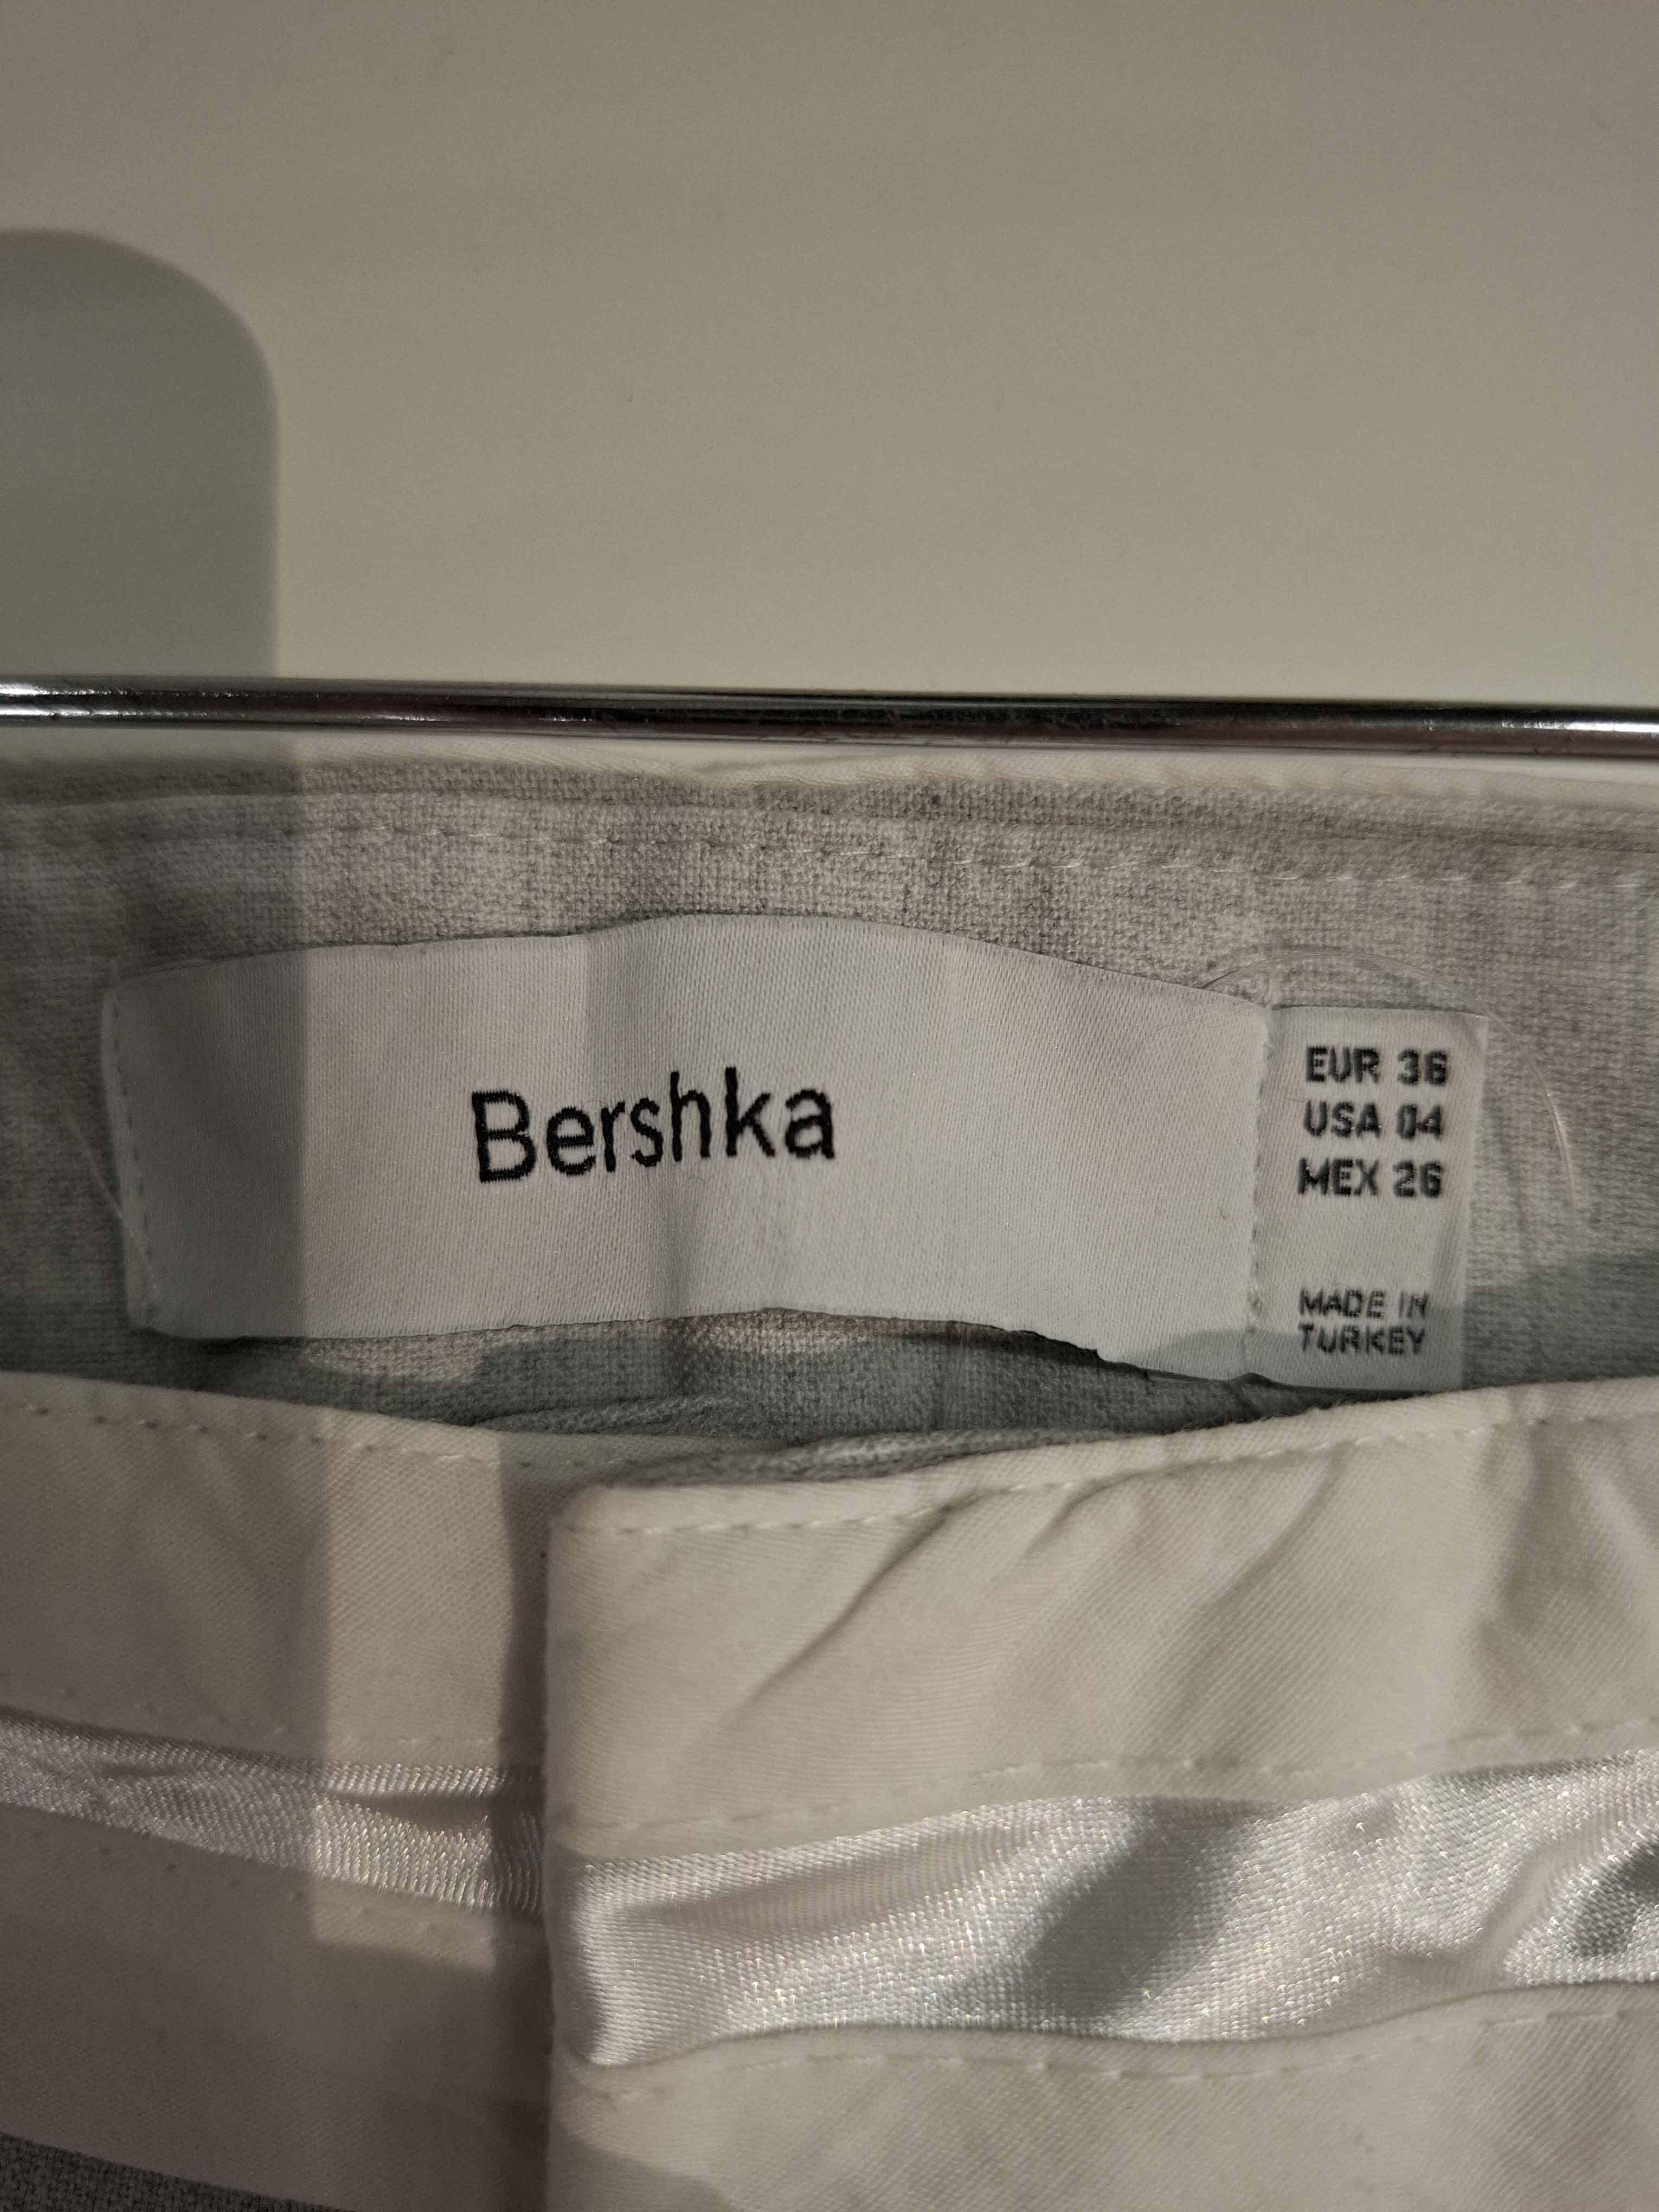 Bershka
EUR 36
USA 04
MEX 26
MADE IN
TURKEY